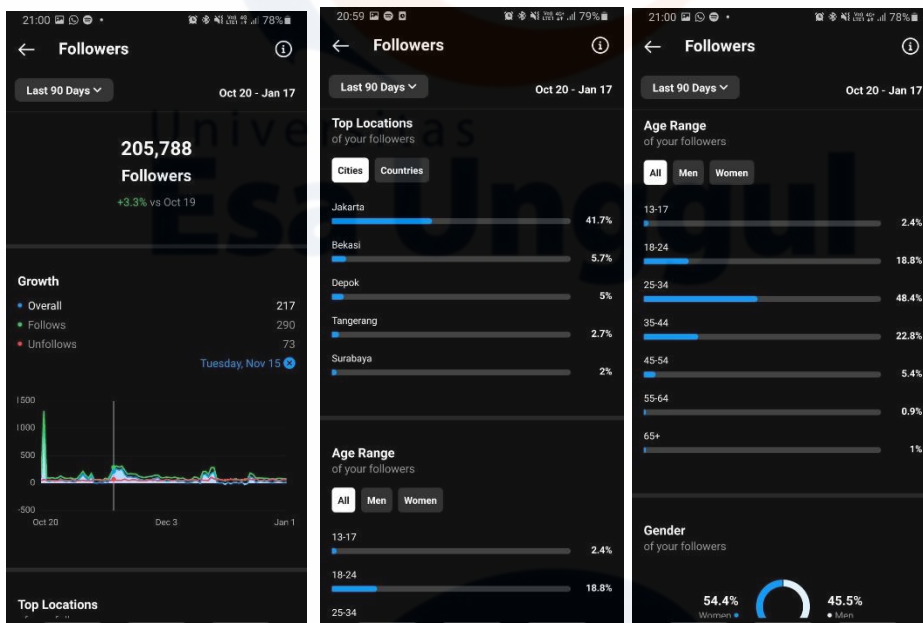 21:00
78%
Followers
Last 90 Days
Oct 20 - Jan 17
205,788
Followers
+3.3% vs Oct 19
Growth
Overall 217
Follows 290
Unfollows 73
Tuesday, Nov 15
1500
1000
500
0
-500
Oct 20 Dec 3 Jan 1
Top Locations
20:59
79%
Followers
Last 90 Days
Oct 20 - Jan 17
Top Locations
of your followers
Cities Countries
Jakarta
41.7%
Bekasi
5.7%
Depok
5%
Tangerang
2.7%
Surabaya
2%
Age Range
of your followers
All Men Women
13-17
2.4%
18-24
18.8%
25-34
21:00
78%
Followers
Last 90 Days
Oct 20 - Jan 17
Age Range
of your followers
All Men Women
13-17
2.4%
18-24
18.8%
25-34
48.4%
35-44
22.8%
45-54
5.4%
55-64
0.9%
65+
1%
Gender
of your followers
54.4% 45.5%
Women Men
Universitas
Esa Unggul